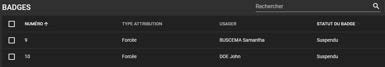 BADGES
Rechercher
NUMÉRO TYPE ATTRIBUTION USAGER STATUT DU BADGE
9 Forcée BUSCEMA Samantha Suspendu
10 Forcée DOE John Suspendu